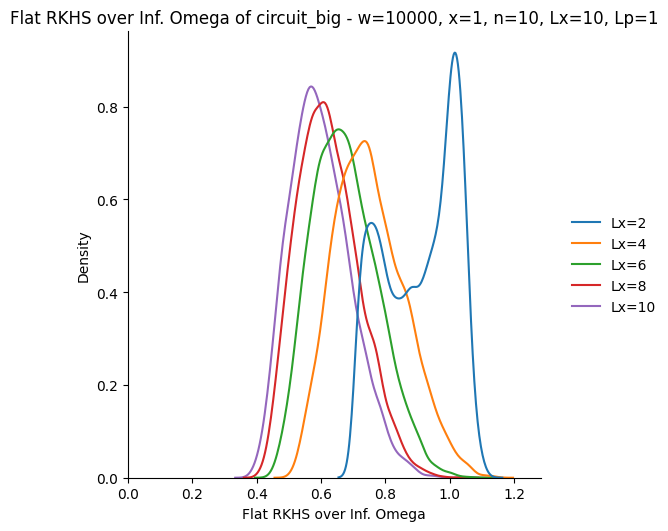 Flat RKHS over Inf. Omega of circuit_big - w=10000, x=1, n=10, Lx=10, Lp=1
Density
0.8
0.6
0.4
0.2
0.0
0.0 0.2 0.4 0.6 0.8 1.0 1.2
Flat RKHS over Inf. Omega
Lx=2
Lx=4
Lx=6
Lx=8
Lx=10